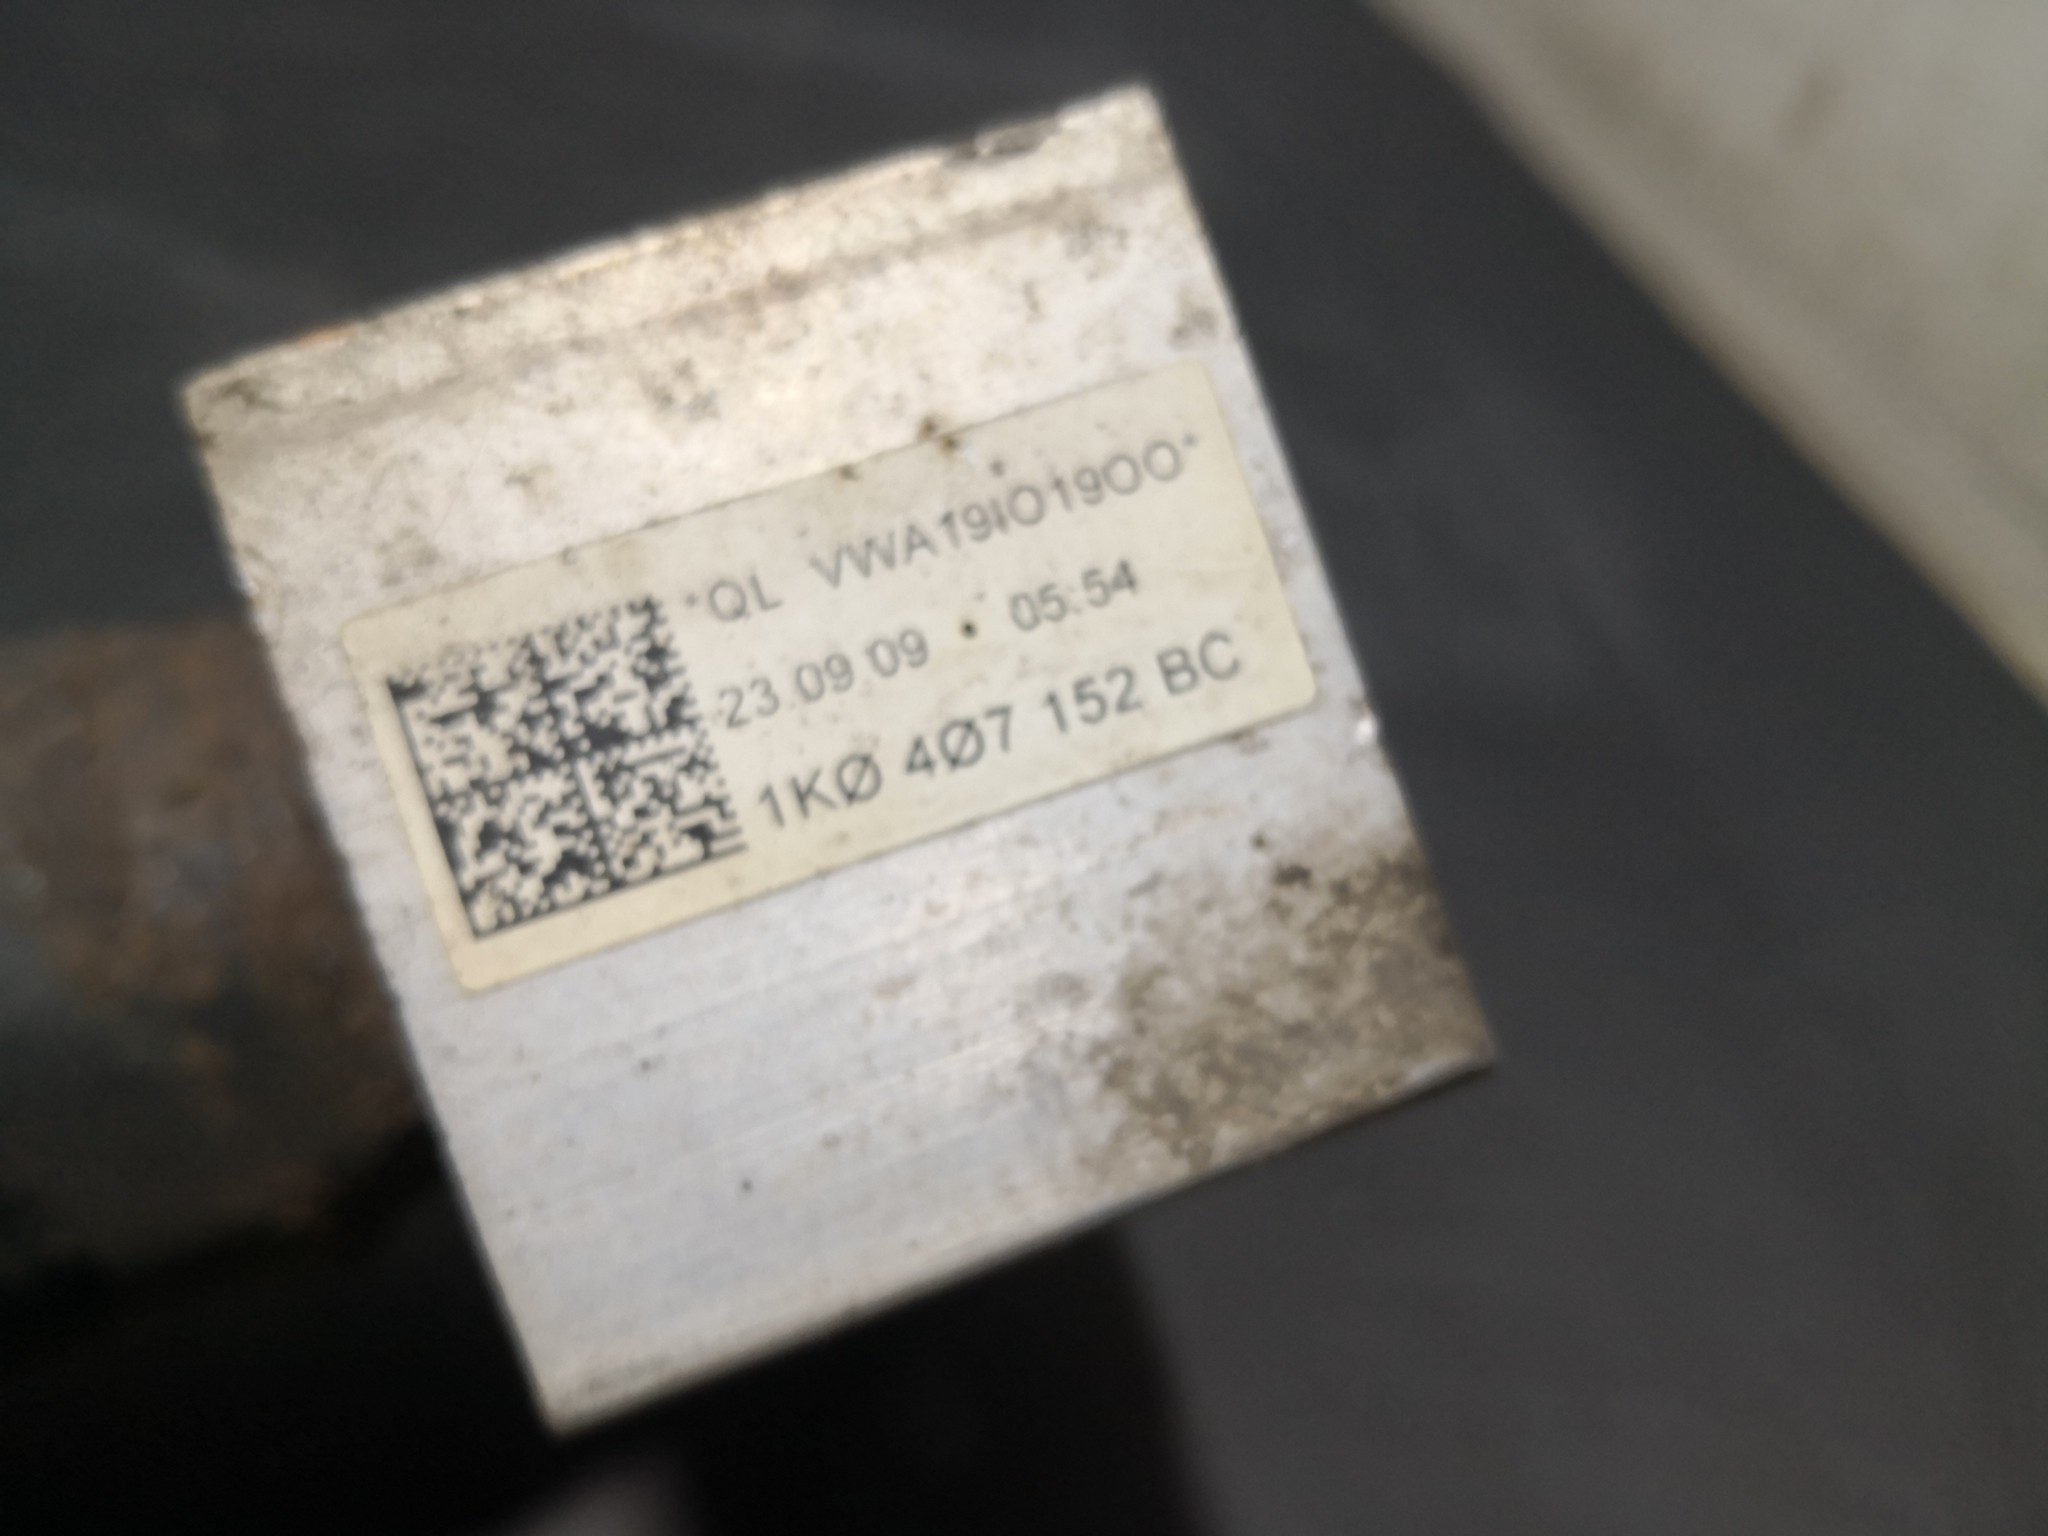 *QL VWA19IO19OO*
23.09.09 • 05:54
1KØ 4Ø7 152 BC